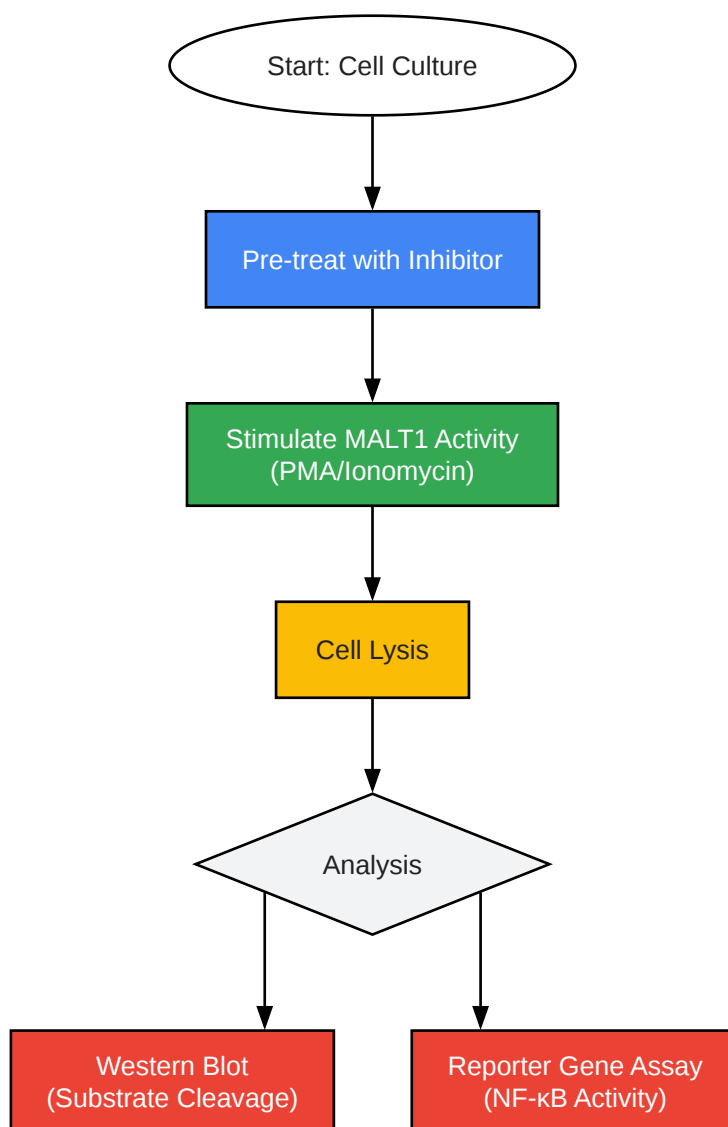 Start: Cell Culture
Pre-treat with Inhibitor
Stimulate MALT1 Activity
(PMA/Ionomycin)
Cell Lysis
Analysis
Western Blot
(Substrate Cleavage)
Reporter Gene Assay
(NF-κB Activity)